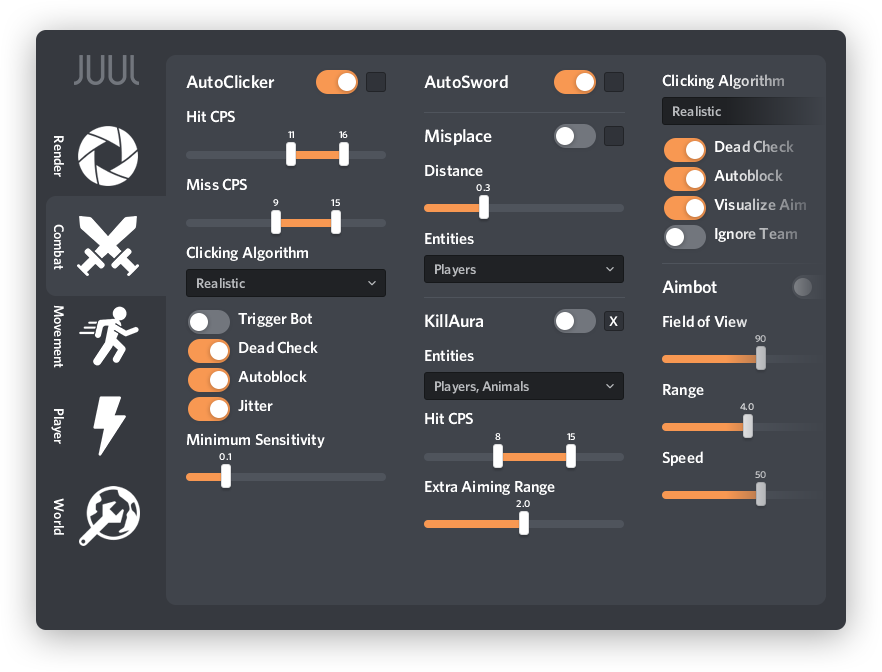 JUUL
Render
Combat
Movement
Player
World
AutoClicker
Hit CPS
11 16
Miss CPS
9 15
Clicking Algorithm
Realistic
Trigger Bot
Dead Check
Autoblock
Jitter
Minimum Sensitivity
0.1
AutoSword
Misplace
Distance
0.3
Entities
Players
KillAura X
Entities
Players, Animals
Hit CPS
8 15
Extra Aiming Range
2.0
Clicking Algorithm
Realistic
Dead Check
Autoblock
Visualize Aim
Ignore Team
Aimbot
Field of View
90
Range
4.0
Speed
50